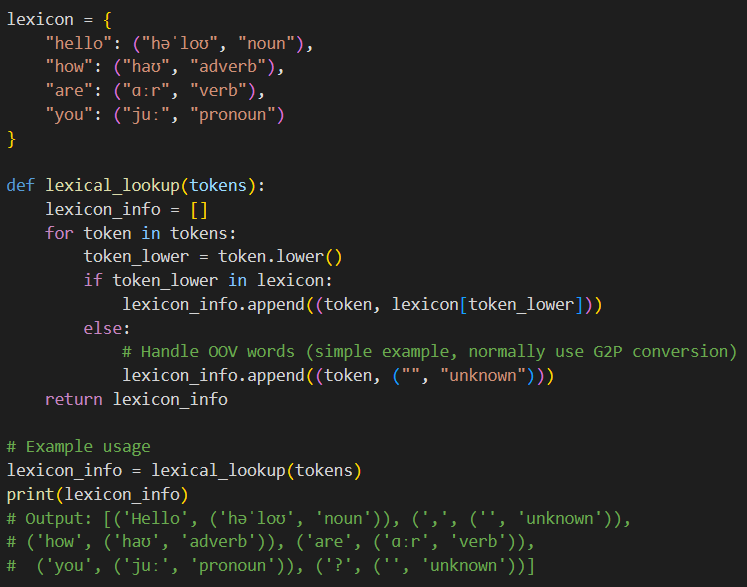 lexicon = {
    "hello": ("həˈloʊ", "noun"),
    "how": ("haʊ", "adverb"),
    "are": ("ɑːr", "verb"),
    "you": ("juː", "pronoun")
}

def lexical_lookup(tokens):
    lexicon_info = []
    for token in tokens:
        token_lower = token.lower()
        if token_lower in lexicon:
            lexicon_info.append((token, lexicon[token_lower]))
        else:
            # Handle OOV words (simple example, normally use G2P conversion)
            lexicon_info.append((token, ("", "unknown")))
    return lexicon_info

# Example usage
lexicon_info = lexical_lookup(tokens)
print(lexicon_info)
# Output: [('Hello', ('həˈloʊ', 'noun')), (',', ('', 'unknown')),
# ('how', ('haʊ', 'adverb')), ('are', ('ɑːr', 'verb')),
#  ('you', ('juː', 'pronoun')), ('?', ('', 'unknown'))]